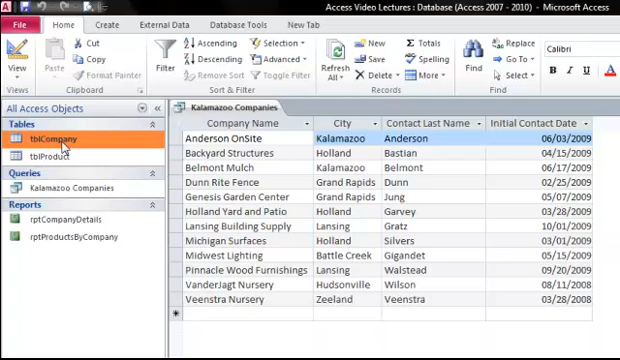 Access Video Lectures : Database (Access 2007 - 2010) - Microsoft Access
File Home Create External Data Database Tools New Tab
View
Views
Paste
Cut
Copy
Format Painter
Clipboard
Filter
Ascending
Descending
Remove Sort
Selection
Advanced
Toggle Filter
Sort & Filter
Refresh All
New
Save
Delete
Totals
Spelling
More
Records
Find
Replace
Go To
Select
Find
Calibri
B I U
All Access Objects
Tables
tblCompany
tblProduct
Queries
Kalamazoo Companies
Reports
rptCompanyDetails
rptProductsByCompany
Kalamazoo Companies
Company Name City Contact Last Name Initial Contact Date
Anderson OnSite Kalamazoo Anderson 06/03/2009
Backyard Structures Holland Bastian 04/15/2009
Belmont Mulch Kalamazoo Belmont 06/17/2009
Dunn Rite Fence Grand Rapids Dunn 02/25/2009
Genesis Garden Center Grand Rapids Jung 05/07/2009
Holland Yard and Patio Holland Garvey 03/28/2009
Lansing Building Supply Lansing Gratz 10/01/2009
Michigan Surfaces Holland Silvers 03/01/2009
Midwest Lighting Battle Creek Gigandet 05/15/2009
Pinnacle Wood Furnishings Lansing Walstead 09/20/2009
VanderJagt Nursery Hudsonville Wilson 08/11/2008
Veenstra Nursery Zeeland Veenstra 03/28/2008